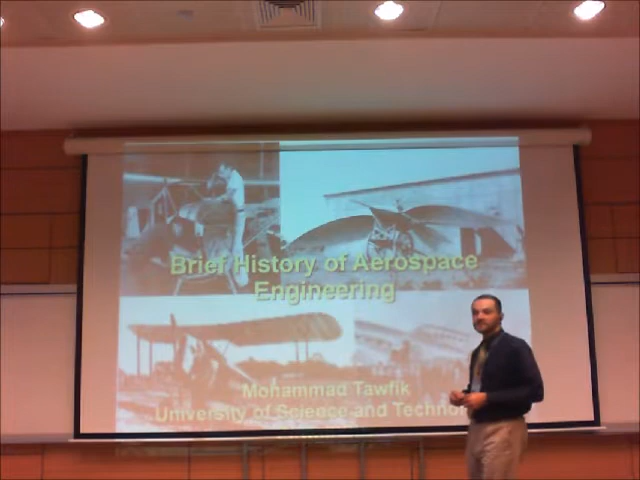 Brief History of Aerospace
Engineering
Mohammad Tawfik
University of Science and Techno